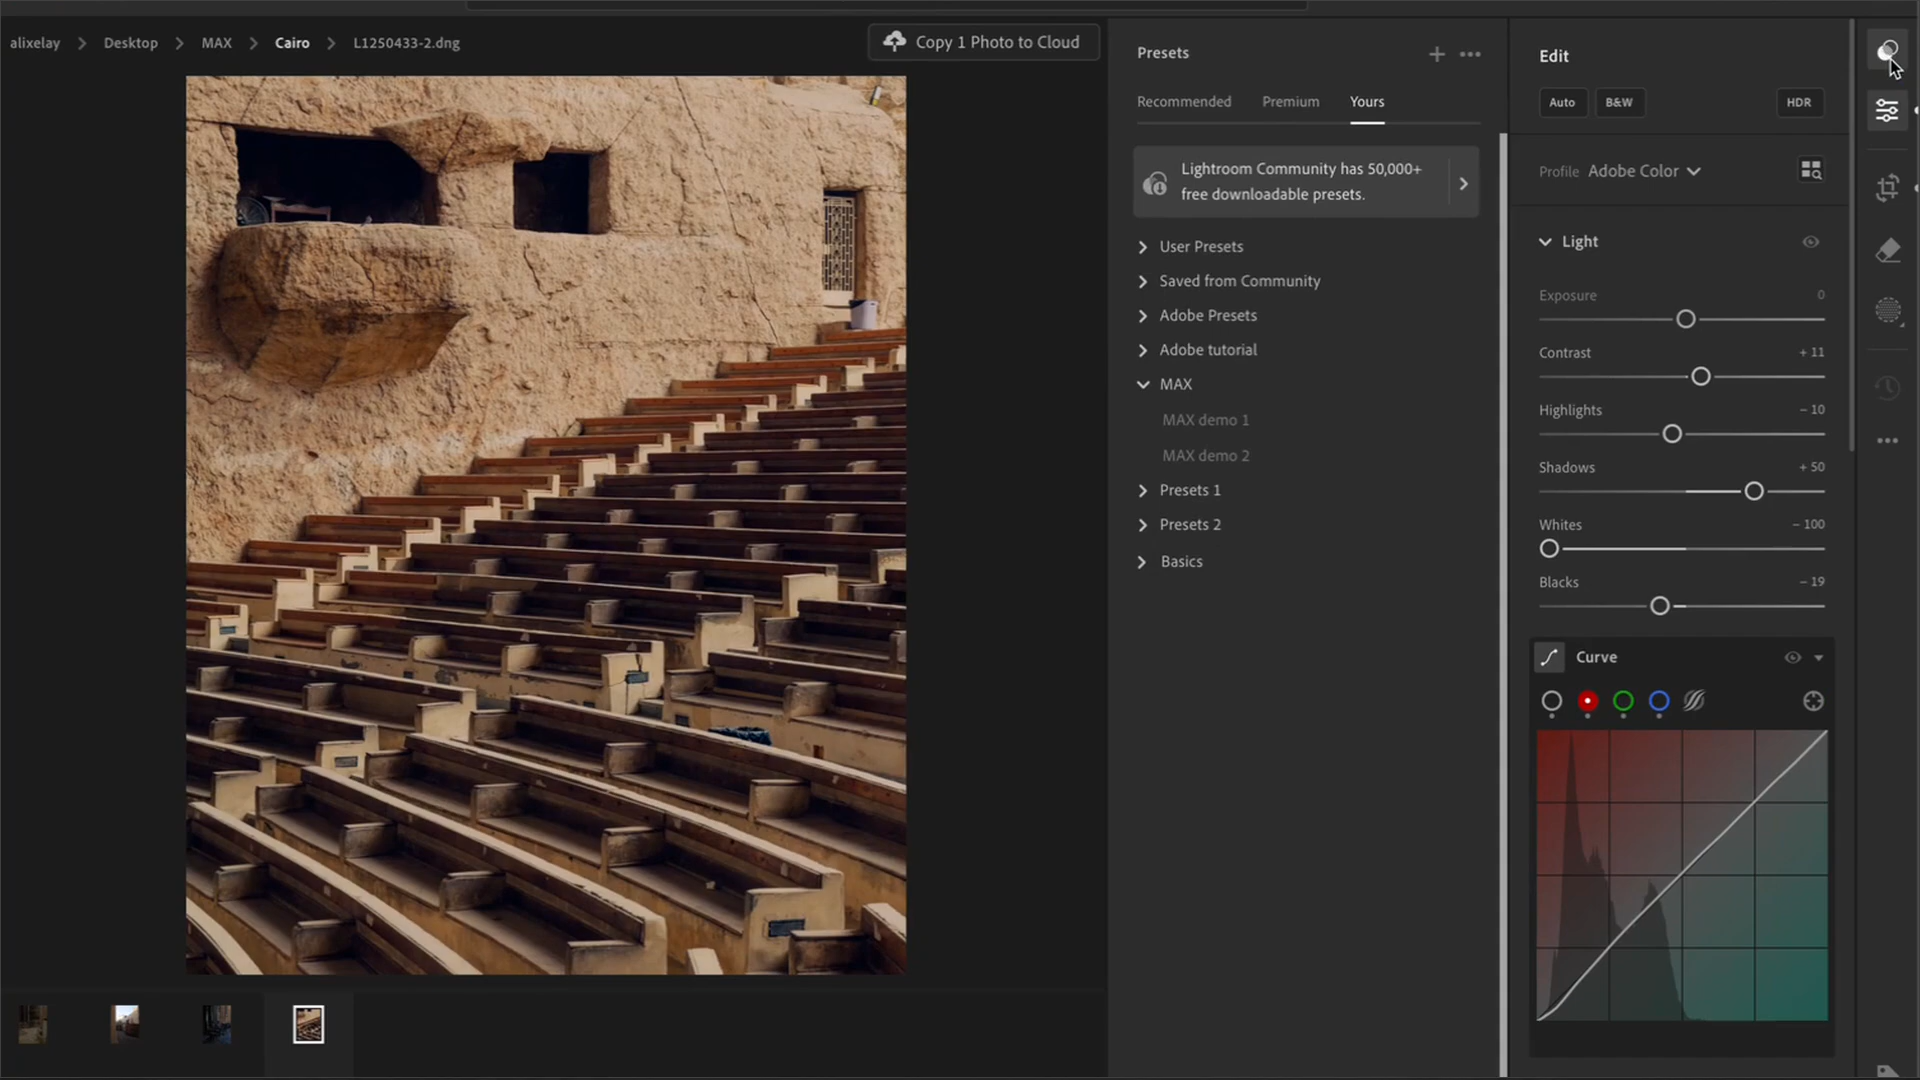 alixelay > Desktop > MAX > Cairo > L1250433-2.dng
Copy 1 Photo to Cloud
Presets
Recommended Premium Yours
Lightroom Community has 50,000+
free downloadable presets.
User Presets
Saved from Community
Adobe Presets
Adobe tutorial
MAX
MAX demo 1
MAX demo 2
Presets 1
Presets 2
Basics
Edit
Auto B&W HDR
Profile Adobe Color
Light
Exposure 0
Contrast + 11
Highlights – 10
Shadows + 50
Whites – 100
Blacks – 19
Curve